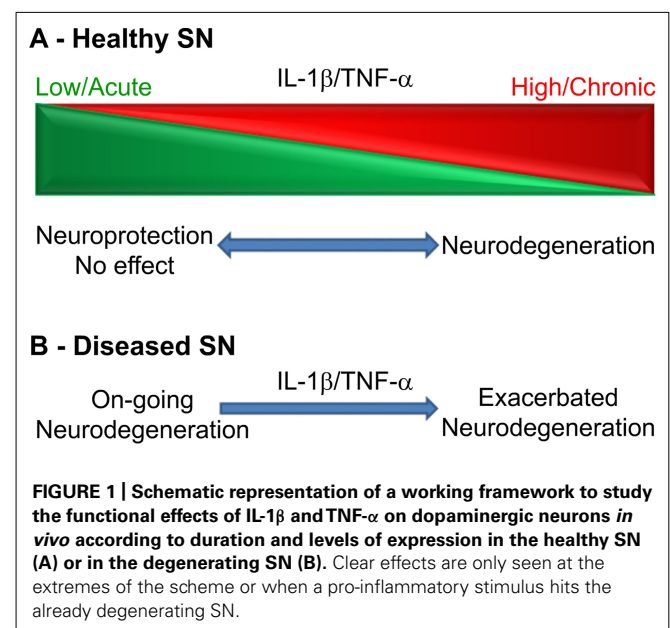 A - Healthy SN
Low/Acute IL-1β/TNF-α High/Chronic
Neuroprotection
No effect
Neurodegeneration
B - Diseased SN
IL-1β/TNF-α
On-going
Neurodegeneration
Exacerbated
Neurodegeneration
FIGURE 1 | Schematic representation of a working framework to study
the functional effects of IL-1β and TNF-α on dopaminergic neurons in
vivo according to duration and levels of expression in the healthy SN
(A) or in the degenerating SN (B). Clear effects are only seen at the
extremes of the scheme or when a pro-inflammatory stimulus hits the
already degenerating SN.